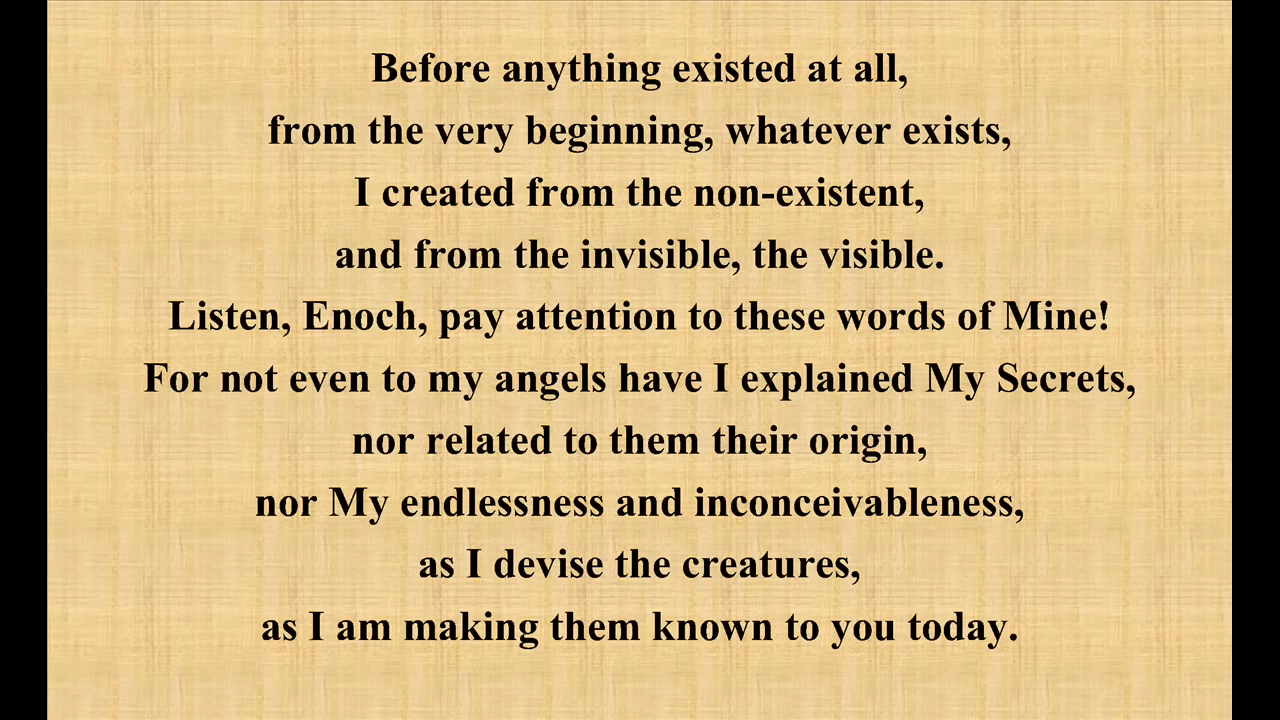 Before anything existed at all,
from the very beginning, whatever exists,
I created from the non-existent,
and from the invisible, the visible.
Listen, Enoch, pay attention to these words of Mine!
For not even to my angels have I explained My Secrets,
nor related to them their origin,
nor My endlessness and inconceivableness,
as I devise the creatures,
as I am making them known to you today.